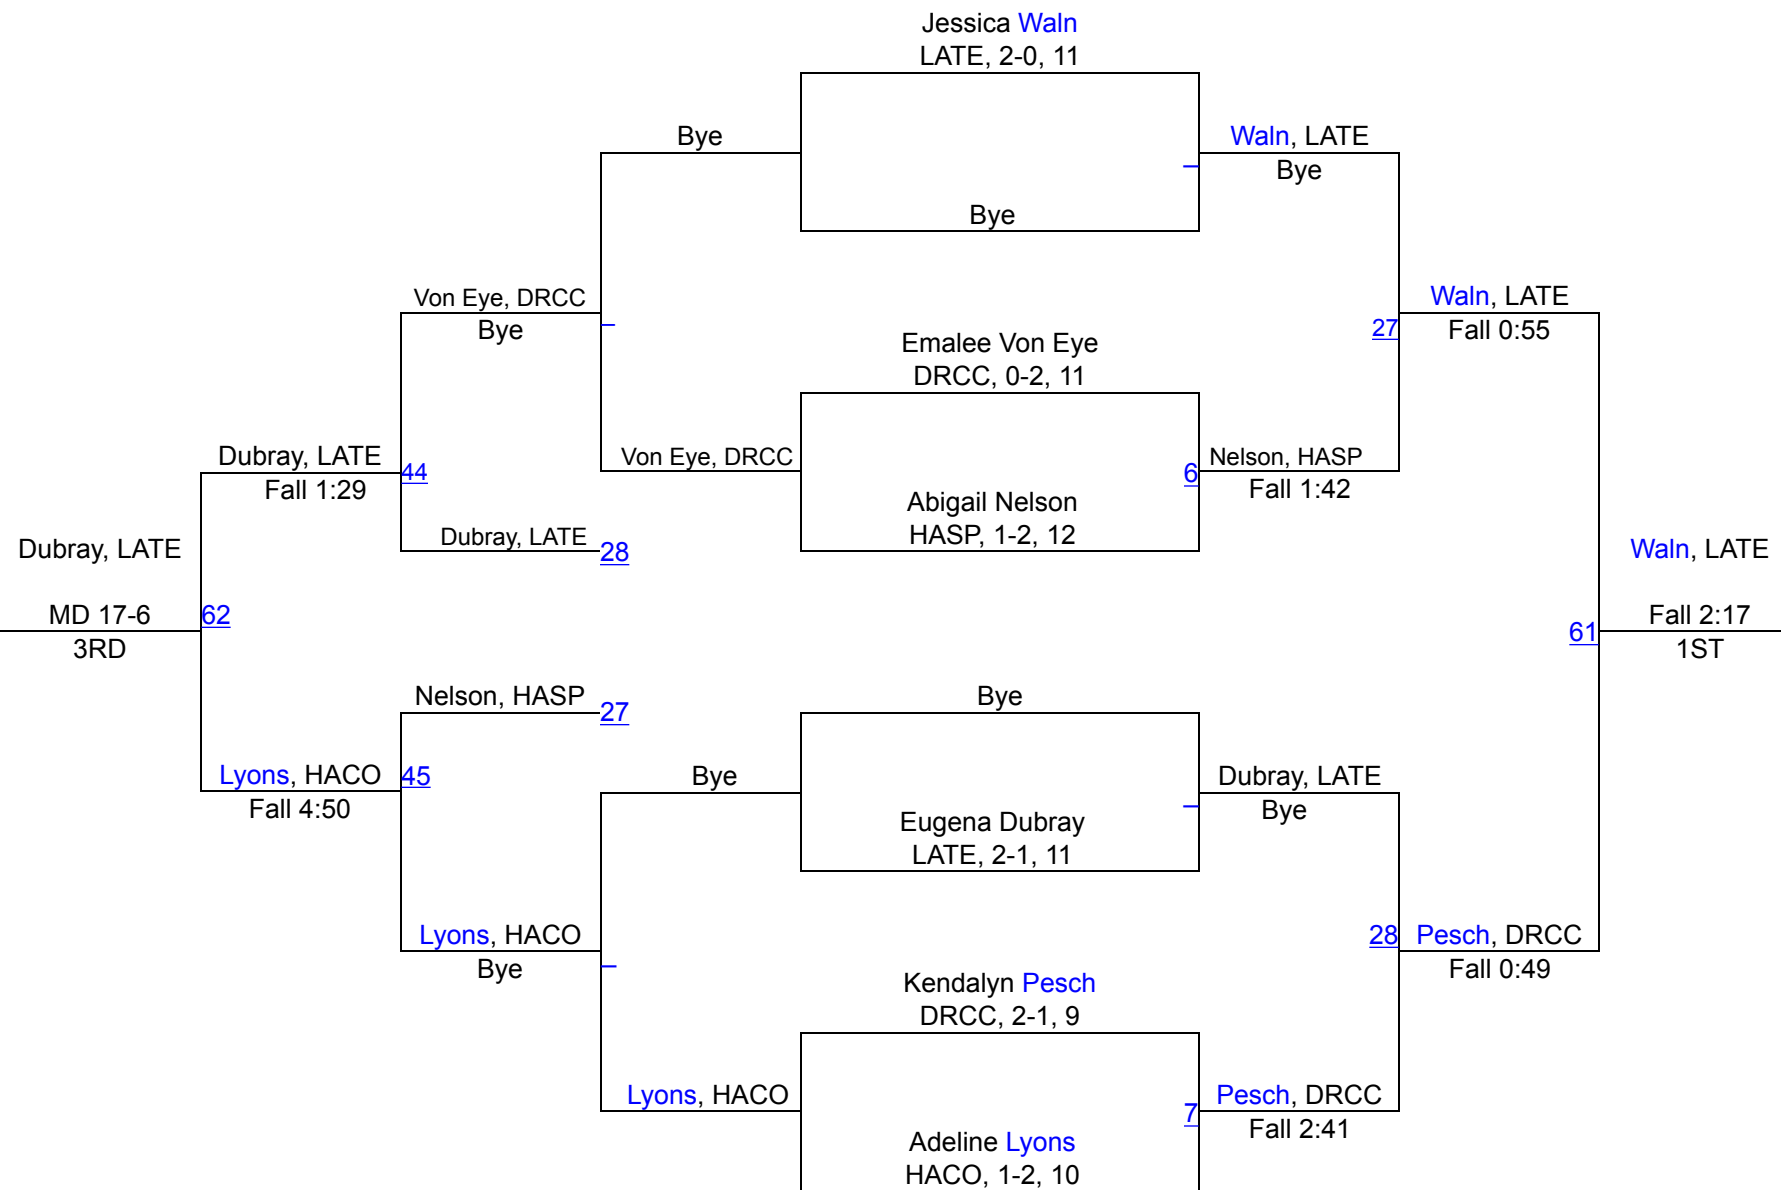 Jessica Waln
LATE, 2-0, 11
Bye
Waln, LATE
Bye
Bye
Von Eye, DRCC
Bye
Waln, LATE
27
Fall 0:55
Emalee Von Eye
DRCC, 0-2, 11
Dubray, LATE
44
Fall 1:29
Von Eye, DRCC
6
Nelson, HASP
Fall 1:42
Abigail Nelson
HASP, 1-2, 12
Dubray, LATE
28
Dubray, LATE
Waln, LATE
MD 17-6
62
3RD
61
Fall 2:17
1ST
Nelson, HASP
27
Bye
Lyons, HACO
45
Fall 4:50
Bye
Dubray, LATE
Bye
Eugena Dubray
LATE, 2-1, 11
Lyons, HACO
Bye
28
Pesch, DRCC
Fall 0:49
Kendalyn Pesch
DRCC, 2-1, 9
Lyons, HACO
7
Pesch, DRCC
Fall 2:41
Adeline Lyons
HACO, 1-2, 10